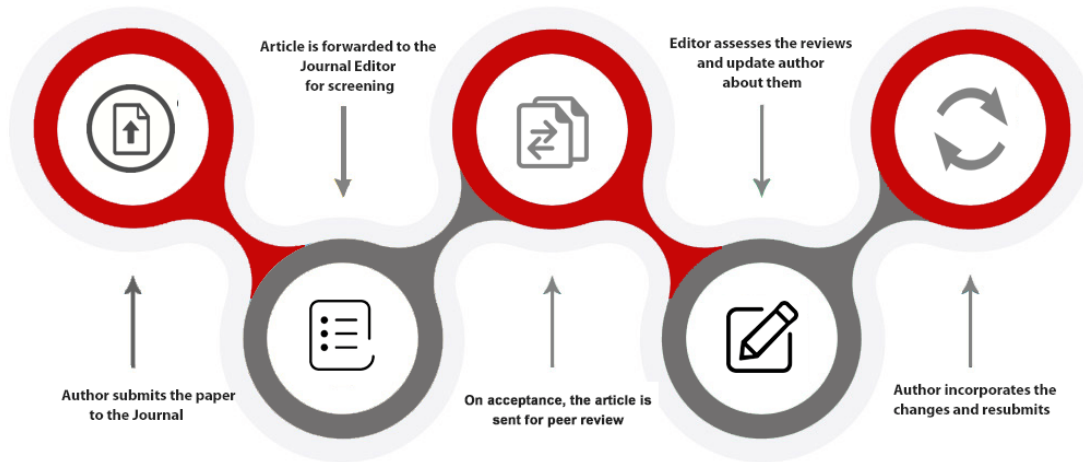 Author submits the paper
to the Journal
Article is forwarded to the
Journal Editor
for screening
On acceptance, the article is
sent for peer review
Editor assesses the reviews
and update author
about them
Author incorporates the
changes and resubmits